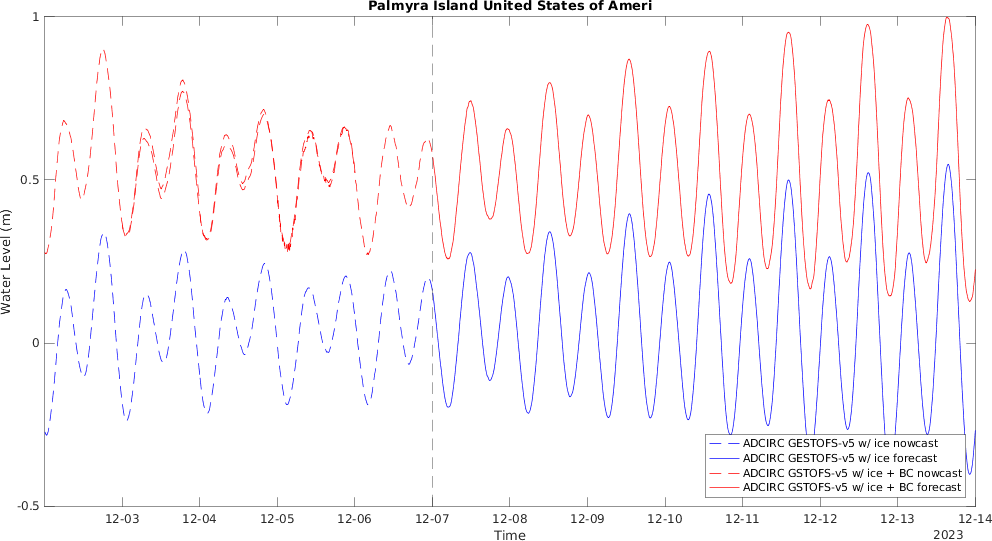 Palmyra Island United States of Ameri
Water Level (m)
1
0.5
0
-0.5
ADCIRC GESTOFS-v5 w/ ice nowcast
ADCIRC GESTOFS-v5 w/ ice forecast
ADCIRC GSTOFS-v5 w/ ice + BC nowcast
ADCIRC GSTOFS-v5 w/ ice + BC forecast
12-03 12-04 12-05 12-06 12-07 12-08 12-09 12-10 12-11 12-12 12-13 12-14
Time
2023